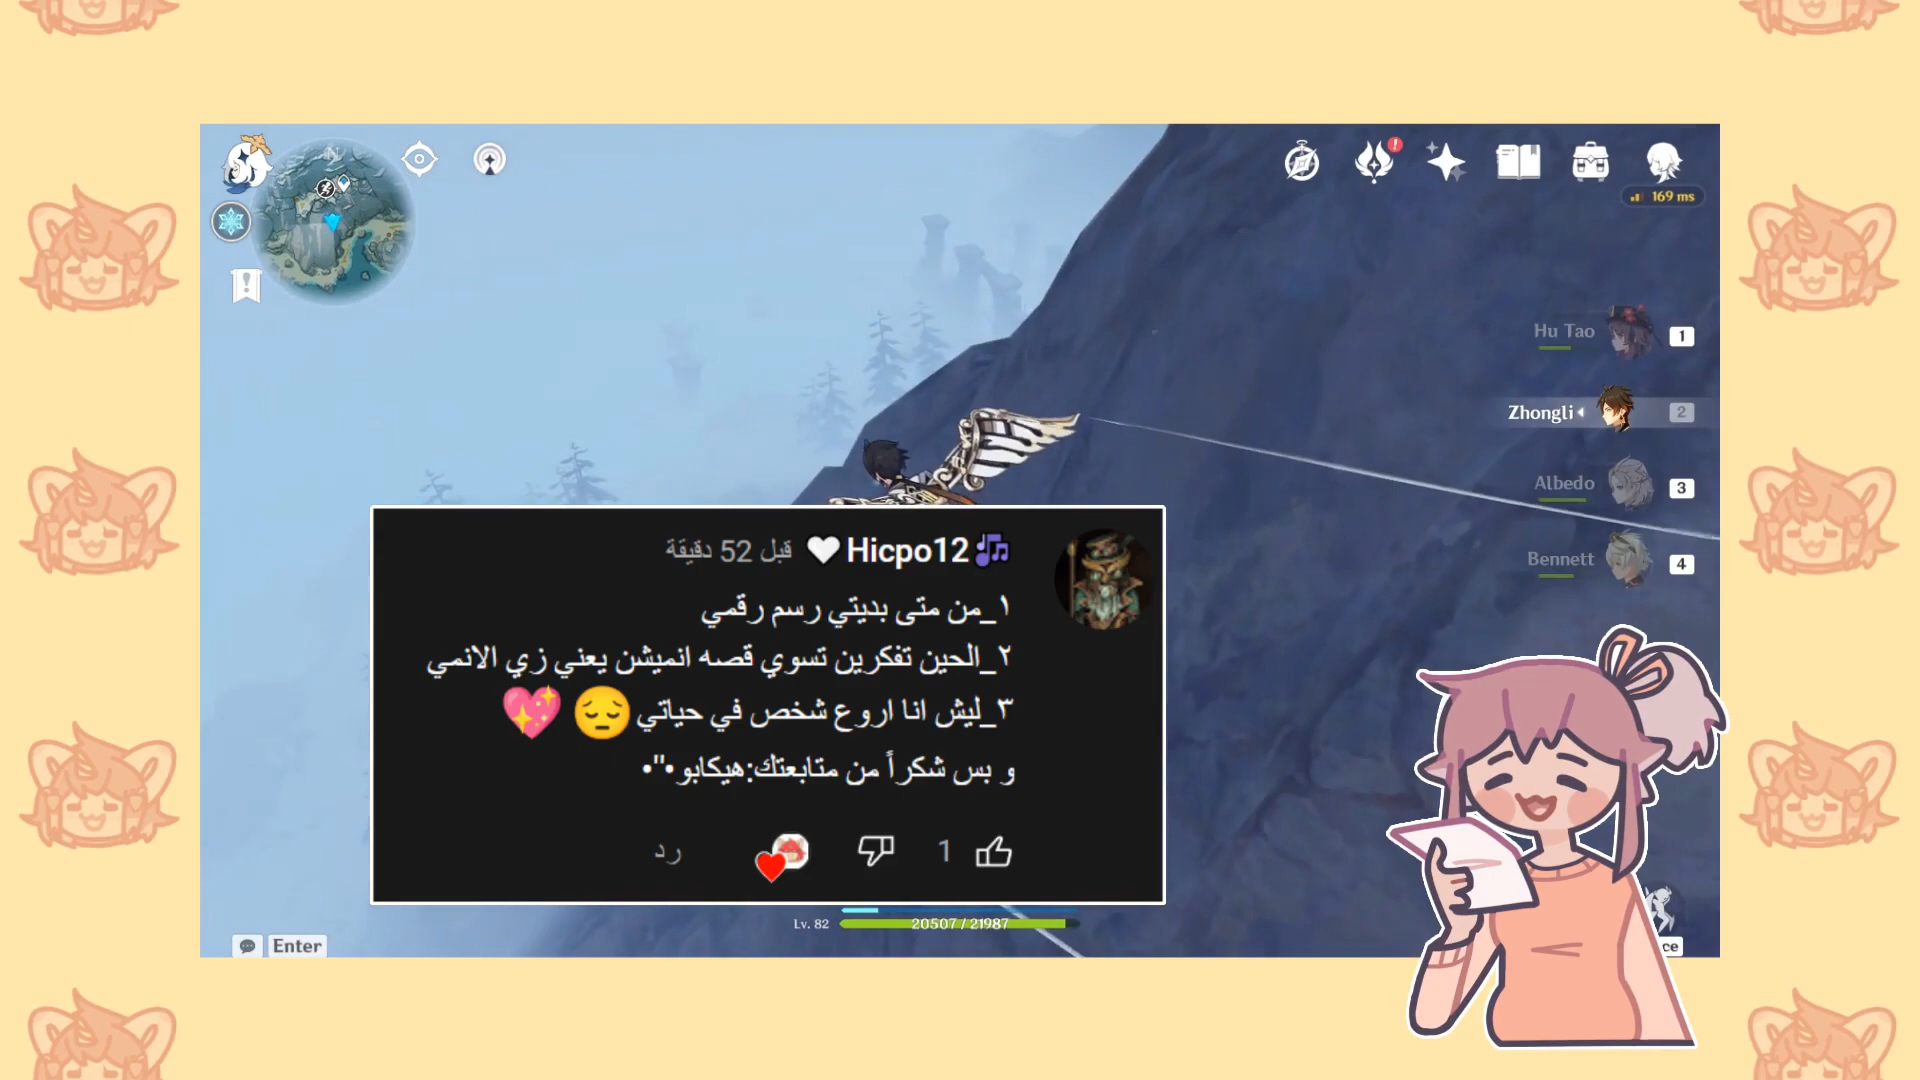 169 ms
Hu Tao 1
Zhongli 2
Albedo 3
Bennett 4
Hicpo12 🤍 قبل 52 دقيقة
١_من متى بديتي رسم رقمي
٢_الحين تفكرين تسوي قصه انميشن يعني زي الانمي
٣_ليش انا اروع شخص في حياتي😔💖
و بس شكراً من متابعتك:هيكابو•"•
1
رد
Lv. 82 20507 / 21987
Enter
ce